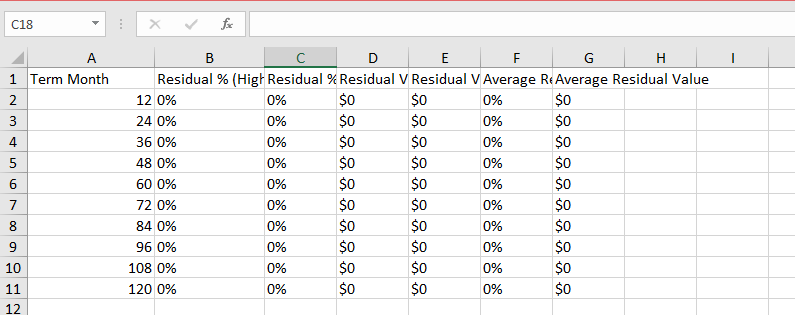 C18 fx
A B C D E F G H I
1 Term Month Residual % (High Residual % Residual V Residual V Average Re Average Residual Value
2 12 0% 0% $0 $0 0% $0
3 24 0% 0% $0 $0 0% $0
4 36 0% 0% $0 $0 0% $0
5 48 0% 0% $0 $0 0% $0
6 60 0% 0% $0 $0 0% $0
7 72 0% 0% $0 $0 0% $0
8 84 0% 0% $0 $0 0% $0
9 96 0% 0% $0 $0 0% $0
10 108 0% 0% $0 $0 0% $0
11 120 0% 0% $0 $0 0% $0
12